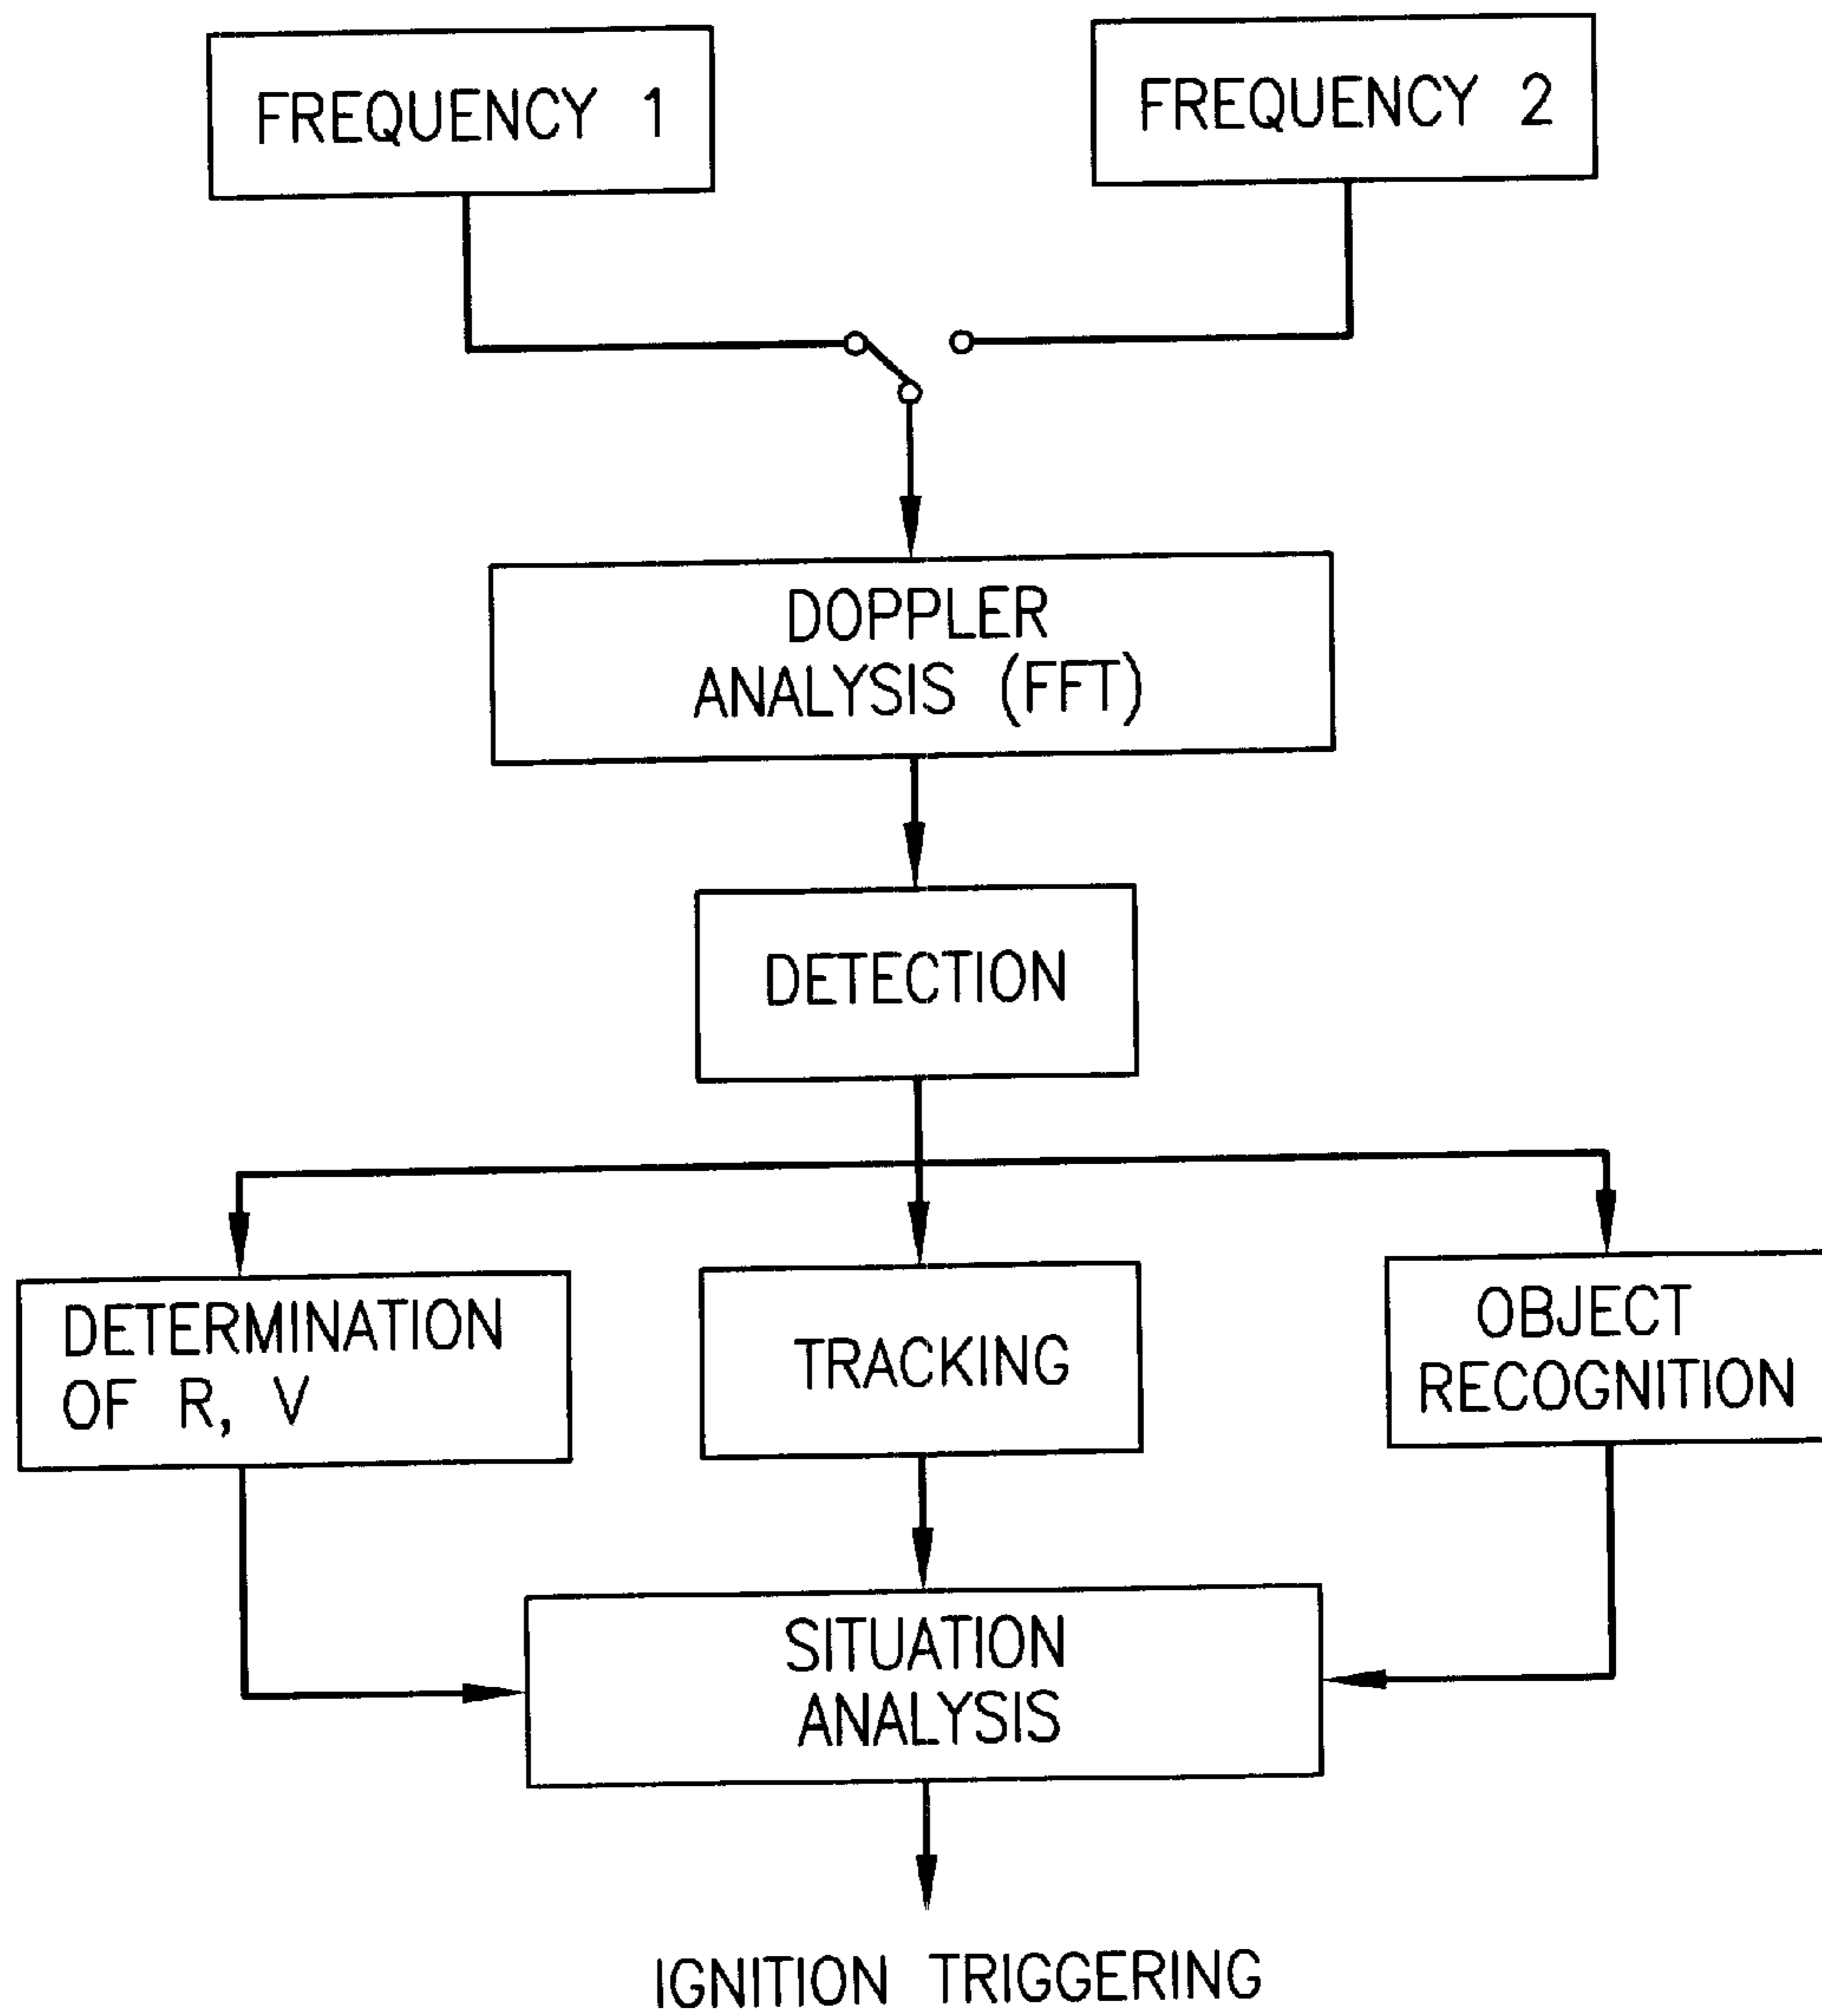 FREQUENCY 1
FREQUENCY 2
DOPPLER
ANALYSIS (FFT)
DETECTION
DETERMINATION
OF R, V
TRACKING
OBJECT
RECOGNITION
SITUATION
ANALYSIS
IGNITION TRIGGERING